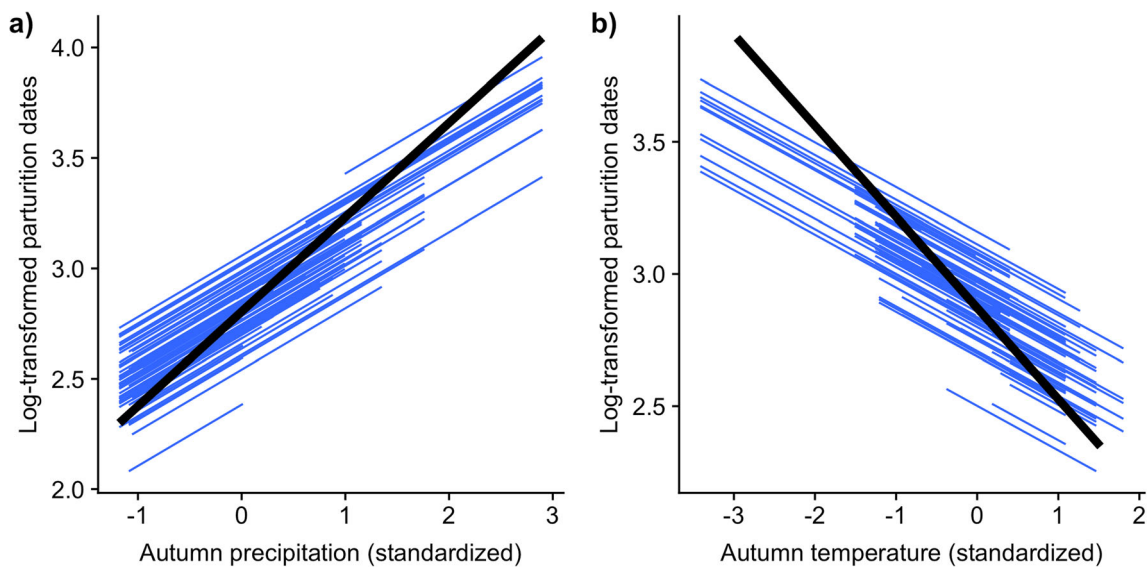 a)
Log-transformed parturition dates
4.0
3.5
3.0
2.5
2.0
-1 0 1 2 3
Autumn precipitation (standardized)
b)
Log-transformed parturition dates
3.5
3.0
2.5
-3 -2 -1 0 1 2
Autumn temperature (standardized)